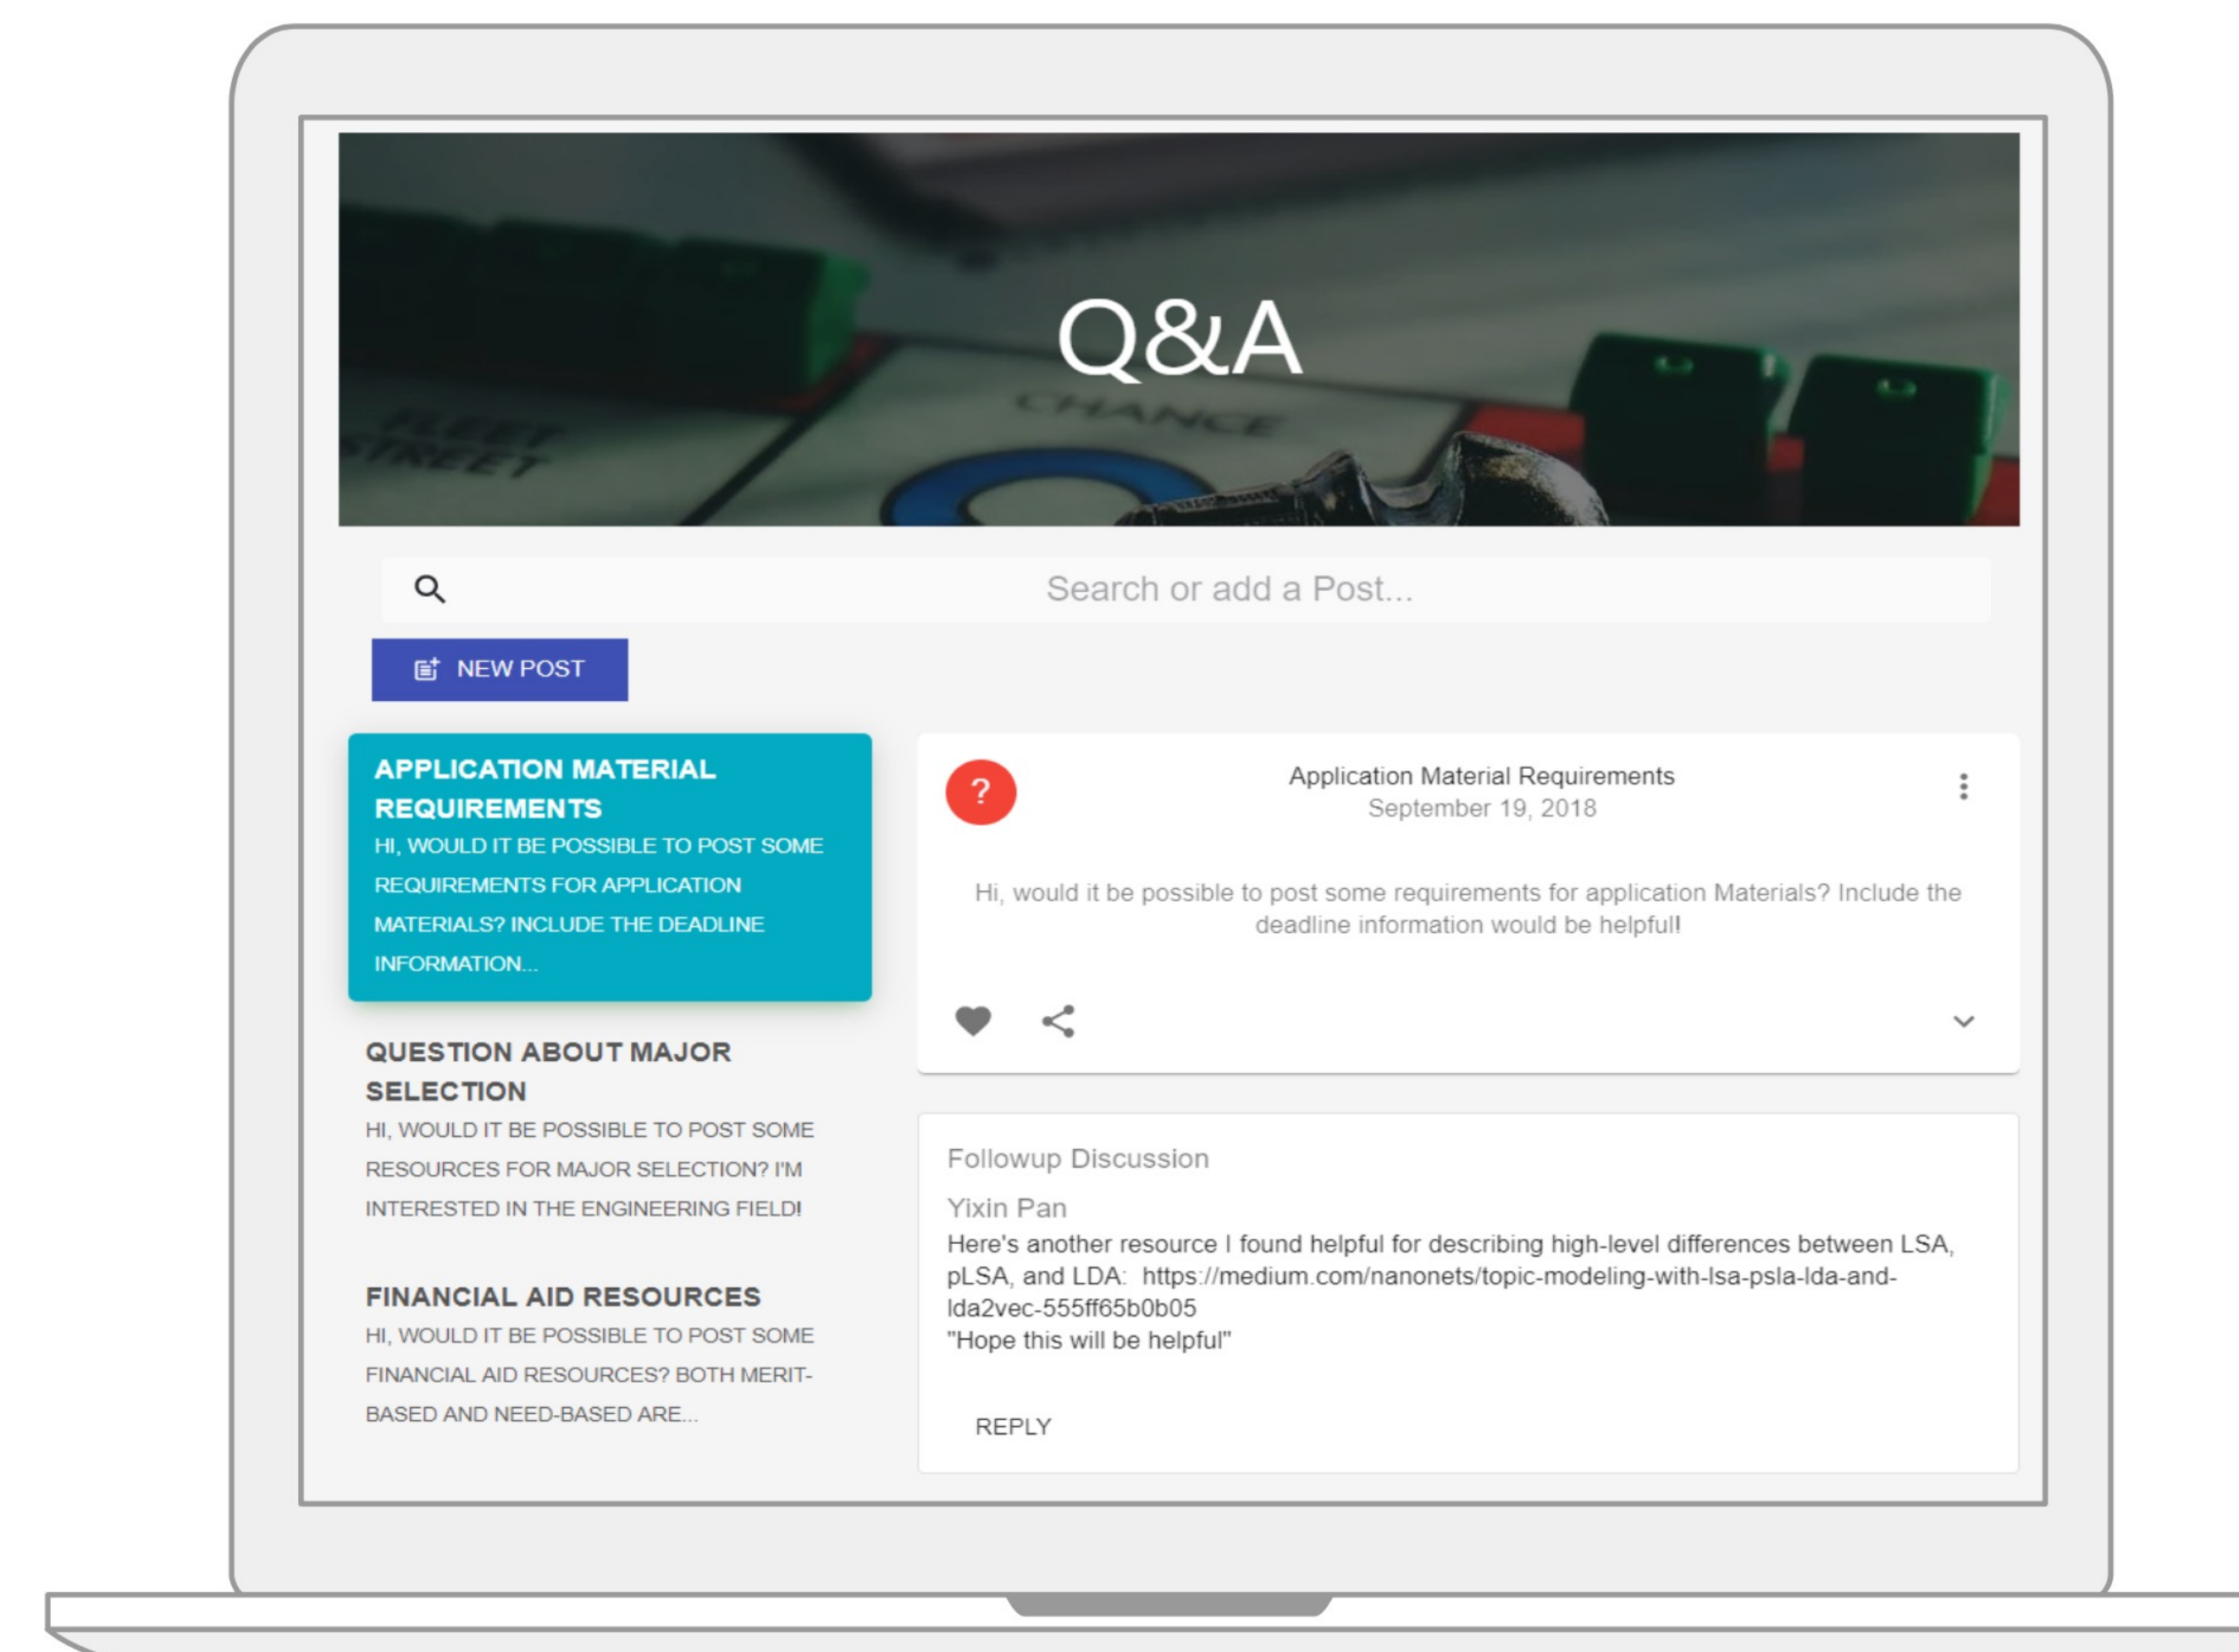 Q&A
FLEET
STREET
CHANCE
Search or add a Post...
NEW POST
APPLICATION MATERIAL
REQUIREMENTS
HI, WOULD IT BE POSSIBLE TO POST SOME
REQUIREMENTS FOR APPLICATION
MATERIALS? INCLUDE THE DEADLINE
INFORMATION...
QUESTION ABOUT MAJOR
SELECTION
HI, WOULD IT BE POSSIBLE TO POST SOME
RESOURCES FOR MAJOR SELECTION? I'M
INTERESTED IN THE ENGINEERING FIELD!
FINANCIAL AID RESOURCES
HI, WOULD IT BE POSSIBLE TO POST SOME
FINANCIAL AID RESOURCES? BOTH MERIT-
BASED AND NEED-BASED ARE...
?
Application Material Requirements
September 19, 2018
Hi, would it be possible to post some requirements for application Materials? Include the
deadline information would be helpful!
Followup Discussion
Yixin Pan
Here's another resource I found helpful for describing high-level differences between LSA,
pLSA, and LDA:  https://medium.com/nanonets/topic-modeling-with-lsa-psla-lda-and-
lda2vec-555ff65b0b05
"Hope this will be helpful"
REPLY